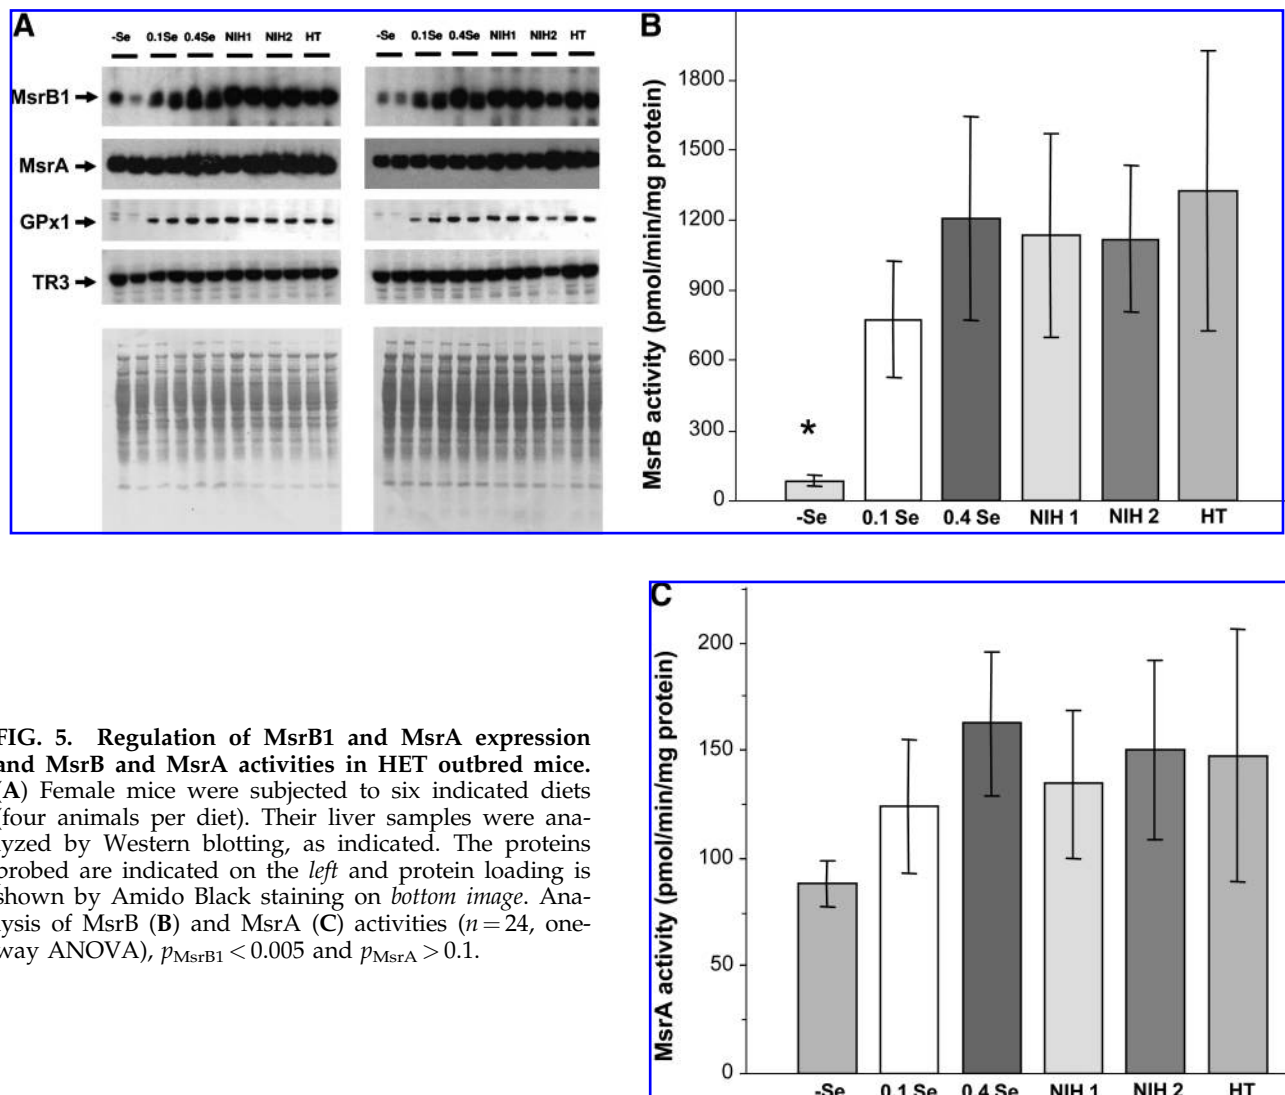 A
-Se 0.1Se 0.4Se NIH1 NIH2 HT
-Se 0.1Se 0.4Se NIH1 NIH2 HT
MsrB1
MsrA
GPx1
TR3
B
MsrB activity (pmol/min/mg protein)
1800
1500
1200
900
600
300
0
*
-Se 0.1 Se 0.4 Se NIH 1 NIH 2 HT
C
MsrA activity (pmol/min/mg protein)
200
150
100
50
0
-Se 0.1 Se 0.4 Se NIH 1 NIH 2 HT
FIG. 5. Regulation of MsrB1 and MsrA expression
and MsrB and MsrA activities in HET outbred mice.
(A) Female mice were subjected to six indicated diets
(four animals per diet). Their liver samples were ana-
lyzed by Western blotting, as indicated. The proteins
probed are indicated on the left and protein loading is
shown by Amido Black staining on bottom image. Ana-
lysis of MsrB (B) and MsrA (C) activities (n = 24, one-
way ANOVA), pMsrB1 < 0.005 and pMsrA > 0.1.